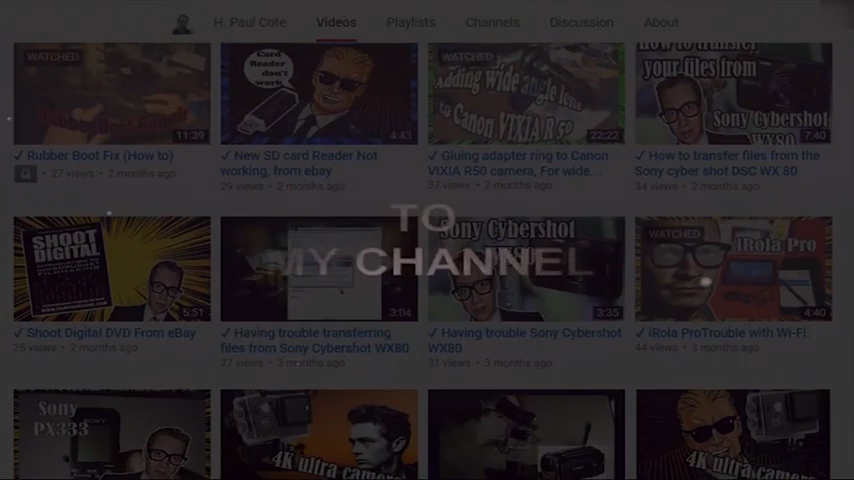 H. Paul Cote
Videos
Playlists
Channels
Discussion
About
WATCHED
11:39
Card
Reader
don't
work
4:43
WATCHED
Adding wide angle lens
to Canon VIXIA R 50
22:22
How to transfer
your files from
Sony Cybershot
WX80
7:40
✓ Rubber Boot Fix (How to)
27 views • 2 months ago
✓ New SD card Reader Not
working, from ebay
29 views • 2 months ago
✓ Gluing adapter ring to Canon
VIXIA R50 camera, For wide...
37 views • 2 months ago
✓ How to transfer files from the
Sony cyber shot DSC WX 80
34 views • 2 months ago
TO
MY CHANNEL
SHOOT
DIGITAL
5:51
3:04
Sony Cybershot
3:35
WATCHED
iRola Pro
4:40
✓ Shoot Digital DVD From eBay
25 views • 2 months ago
✓ Having trouble transferring
files from Sony Cybershot WX80
27 views • 3 months ago
✓ Having trouble Sony Cybershot
WX80
31 views • 3 months ago
✓ iRola ProTrouble with Wi-Fi.
44 views • 3 months ago
Sony
PX333
4K ultra camera
4K ultra camera